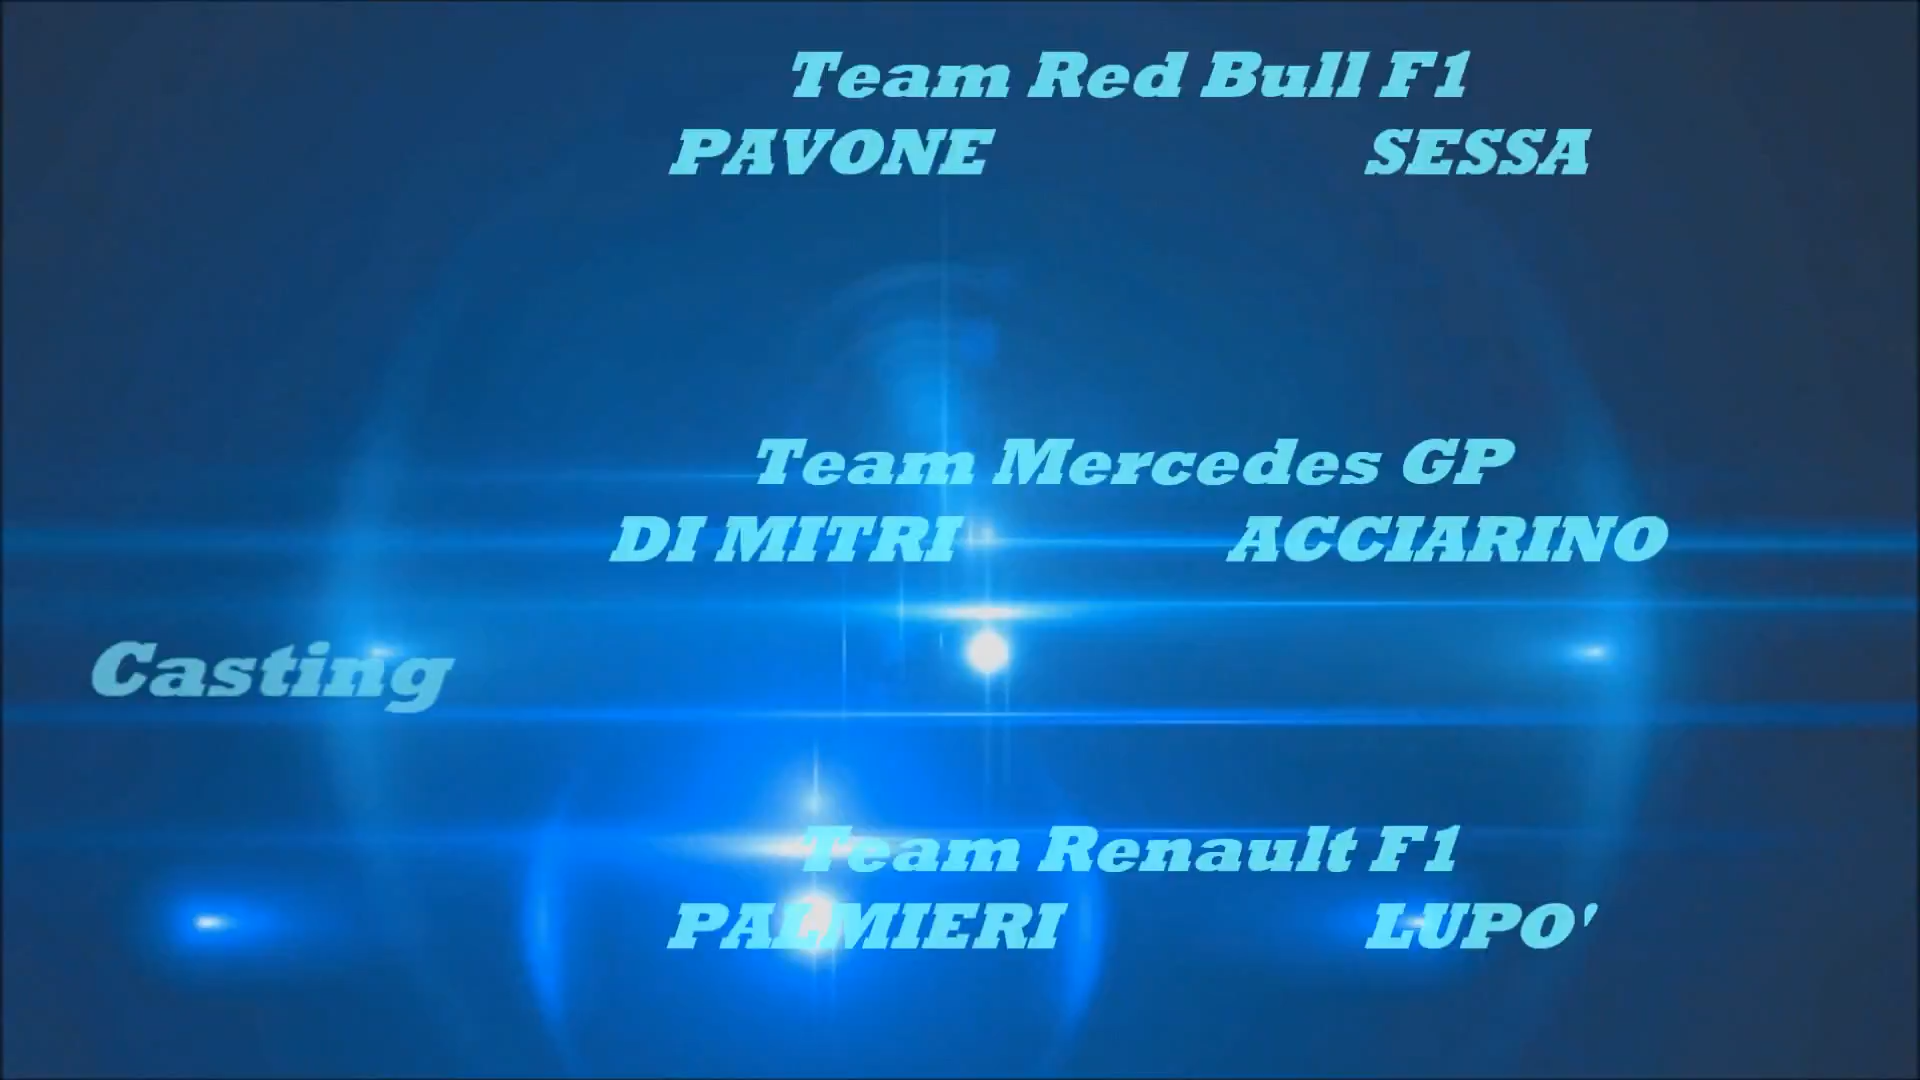 Team Red Bull F1
PAVONE SESSA
Team Mercedes GP
DI MITRI ACCIARINO
Casting
Team Renault F1
PALMIERI LUPO'